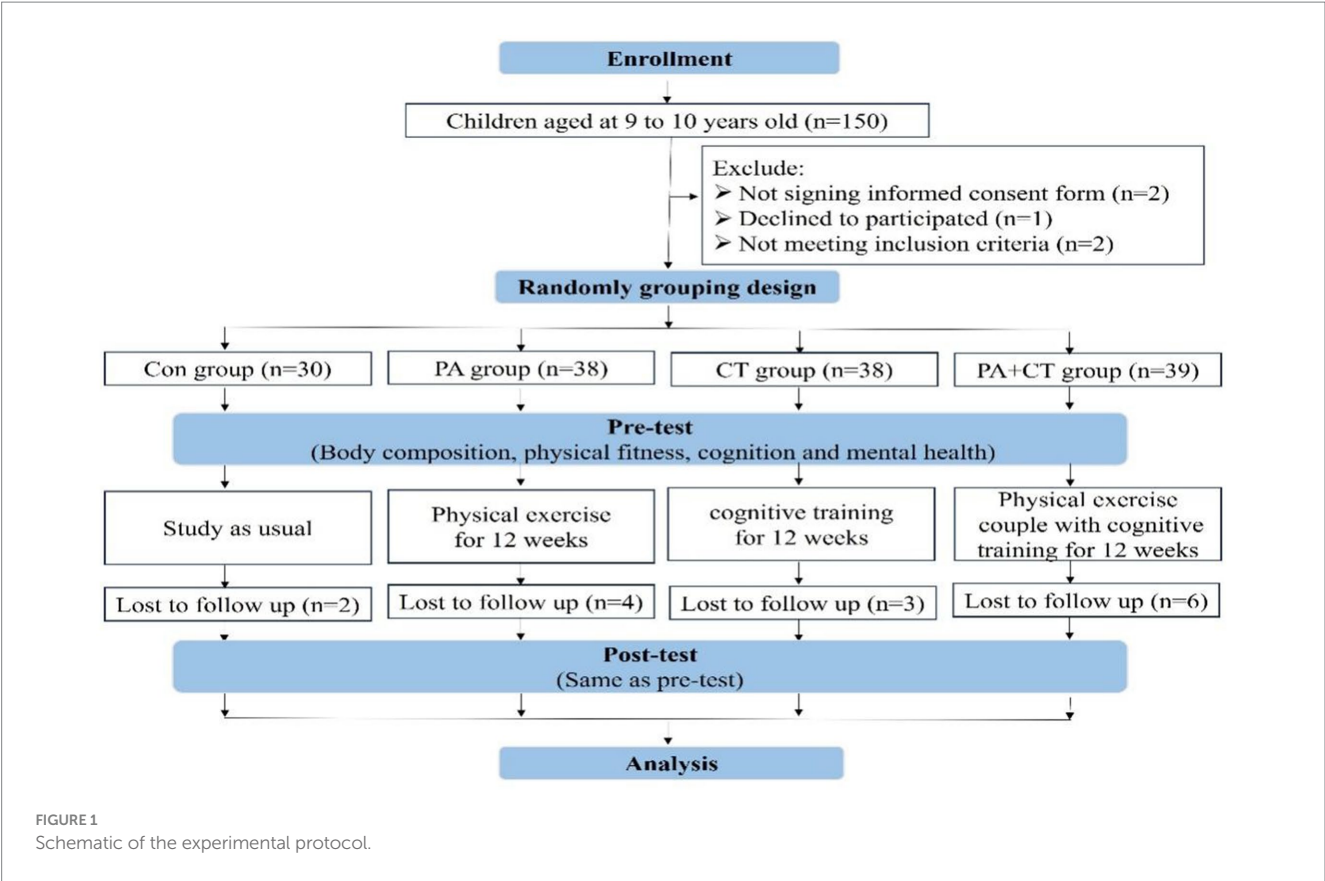 Enrollment
Children aged at 9 to 10 years old (n=150)
Exclude:
➤ Not signing informed consent form (n=2)
➤ Declined to participated (n=1)
➤ Not meeting inclusion criteria (n=2)
Randomly grouping design
Con group (n=30)
PA group (n=38)
CT group (n=38)
PA+CT group (n=39)
Pre-test
(Body composition, physical fitness, cognition and mental health)
Study as usual
Physical exercise
for 12 weeks
cognitive training
for 12 weeks
Physical exercise
couple with cognitive
training for 12 weeks
Lost to follow up (n=2)
Lost to follow up (n=4)
Lost to follow up (n=3)
Lost to follow up (n=6)
Post-test
(Same as pre-test)
Analysis
FIGURE 1
Schematic of the experimental protocol.